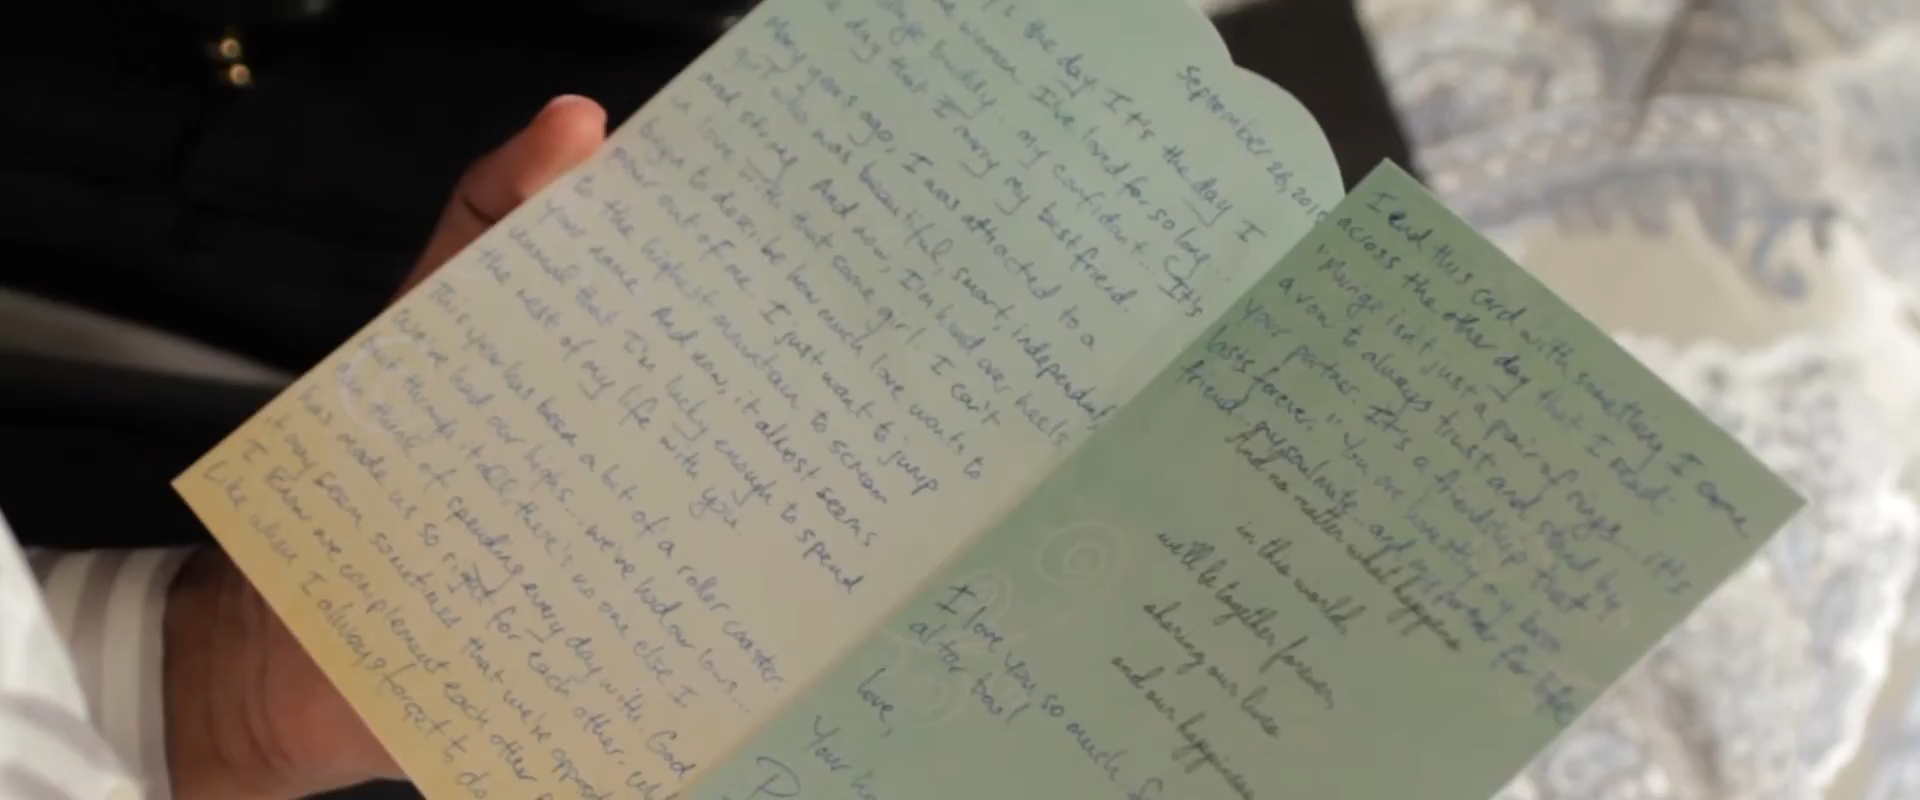 September 26, 201
's the day. It's the day I
the woman I've loved for so long...
my confidant... It's
day that I marry my best friend.
Many years ago, I was attracted to a
girl who was beautiful, smart, independent,
and strong. And now, I'm head over heels
in love with that same girl. I can't
begin to describe how much love wants to
pour out of me. I just want to jump
to the highest mountain to scream
your name. And now, it almost seems
unreal that I'm lucky enough to spend
the rest of my life with you.
This year has been a bit of a roller coaster.
We've had our highs... we've had our lows...
but through it all, there's no one else I
can think of spending every day with. God
has made us so right for each other.
it may seem sometimes that we're
I know we complement each other
Like when I always forget to do
I end this card with something I came
across the other day that I read:
"Marriage isn't just a pair of rings... it's
a vow to always trust and stand by
your partner. It's a friendship that
lasts forever." You are honestly my best
friend, my soulmate... and my partner for life.
And no matter what happens
in this world,
we'll be together forever,
sharing our lives
and our happiness
I love you so much
altar bowl
Love,
Your